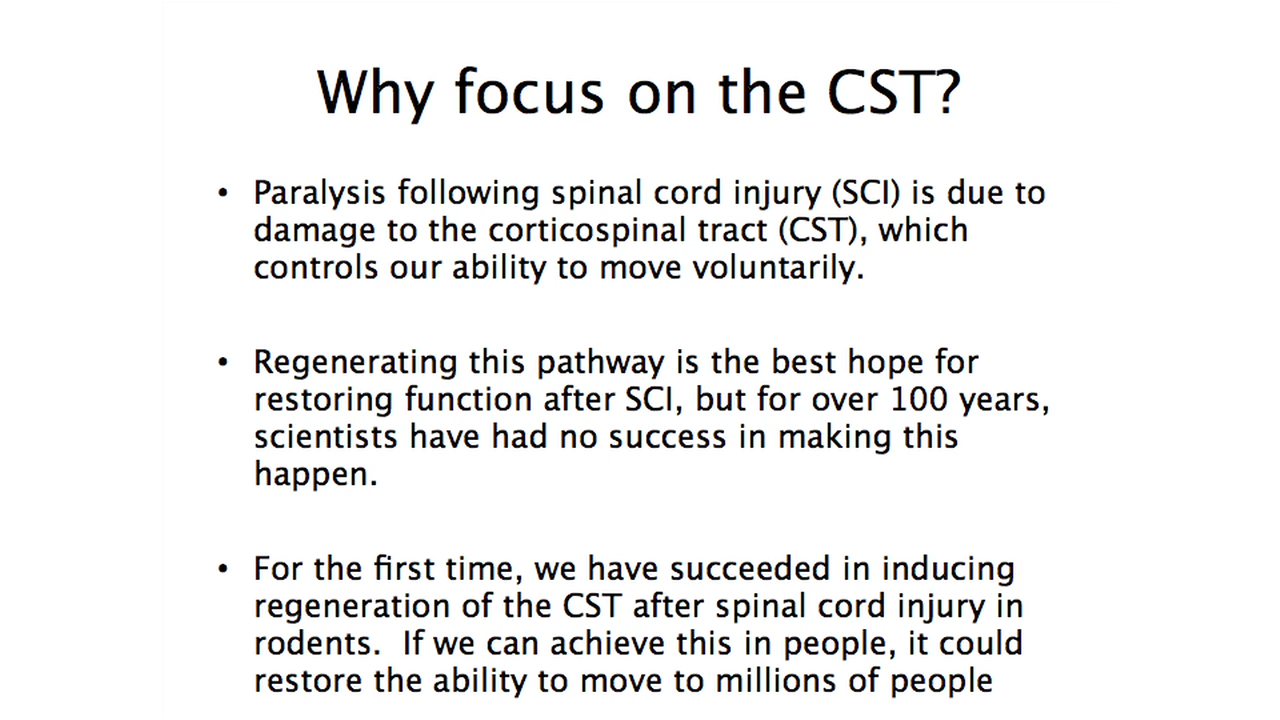 Why focus on the CST?
• Paralysis following spinal cord injury (SCI) is due to
damage to the corticospinal tract (CST), which
controls our ability to move voluntarily.
• Regenerating this pathway is the best hope for
restoring function after SCI, but for over 100 years,
scientists have had no success in making this
happen.
• For the first time, we have succeeded in inducing
regeneration of the CST after spinal cord injury in
rodents.  If we can achieve this in people, it could
restore the ability to move to millions of people